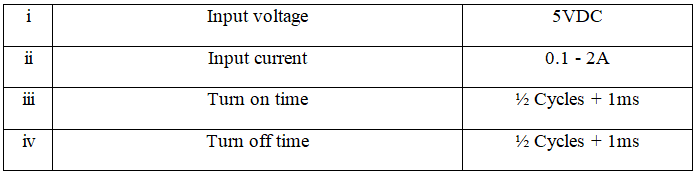 i Input voltage 5VDC
ii Input current 0.1 - 2A
iii Turn on time ½ Cycles + 1ms
iv Turn off time ½ Cycles + 1ms